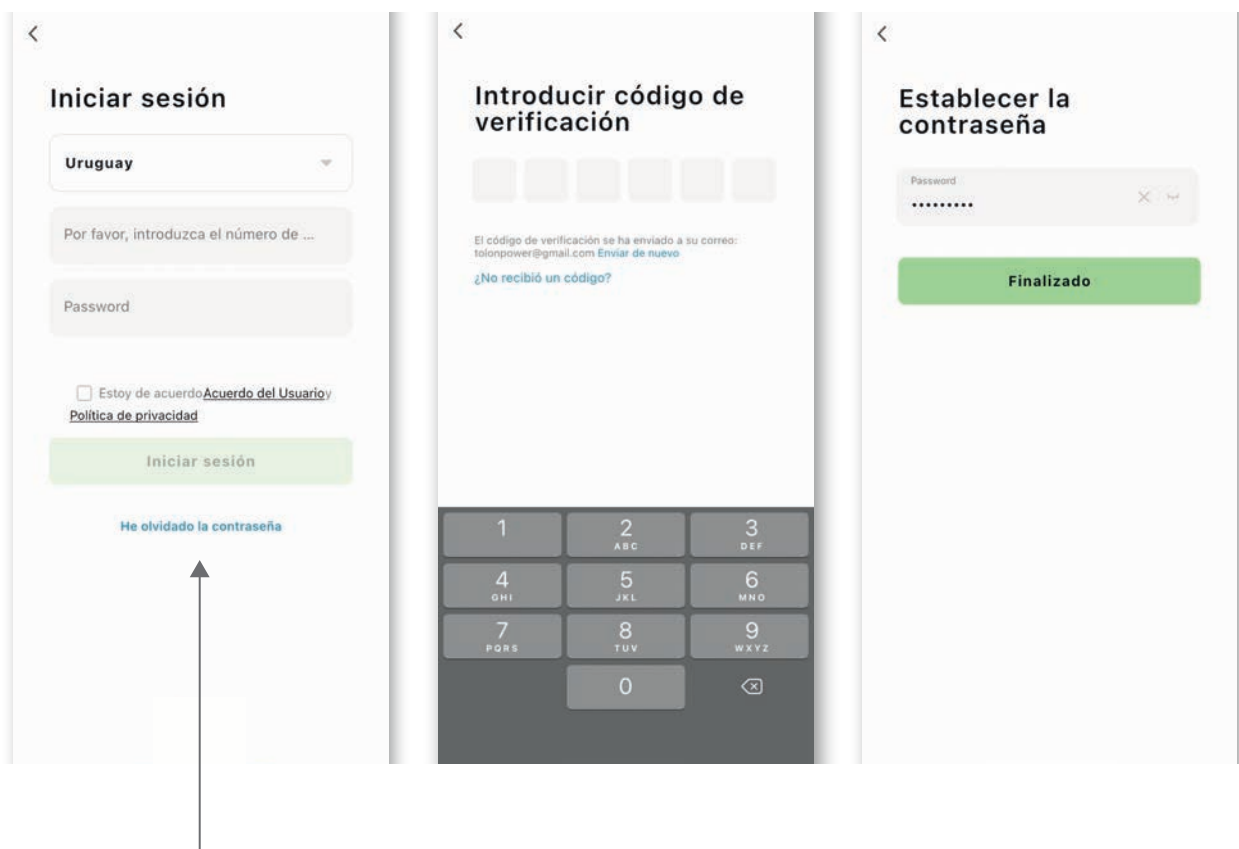 Iniciar sesión
Uruguay
Por favor, introduzca el número de ...
Password
Estoy de acuerdoAcuerdo del Usuarioy
Política de privacidad
Iniciar sesión
He olvidado la contraseña
Introducir código de
verificación
El código de verificación se ha enviado a su correo:
tolonpower@gmail.com Enviar de nuevo
¿No recibió un código?
1
2
ABC
3
DEF
4
GHI
5
JKL
6
MNO
7
PQRS
8
TUV
9
WXYZ
0
Establecer la
contraseña
Password
•••••••••
Finalizado